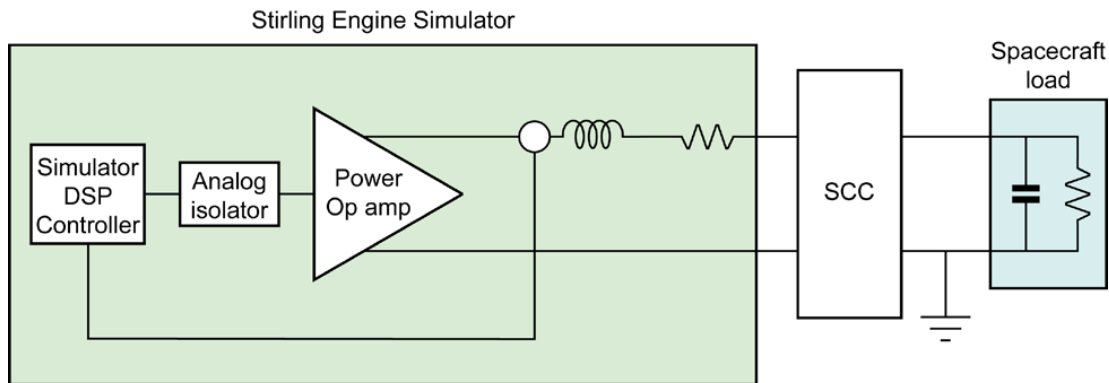 Stirling Engine Simulator
Spacecraft
load
Simulator
DSP
Controller
Analog
isolator
Power
Op amp
SCC